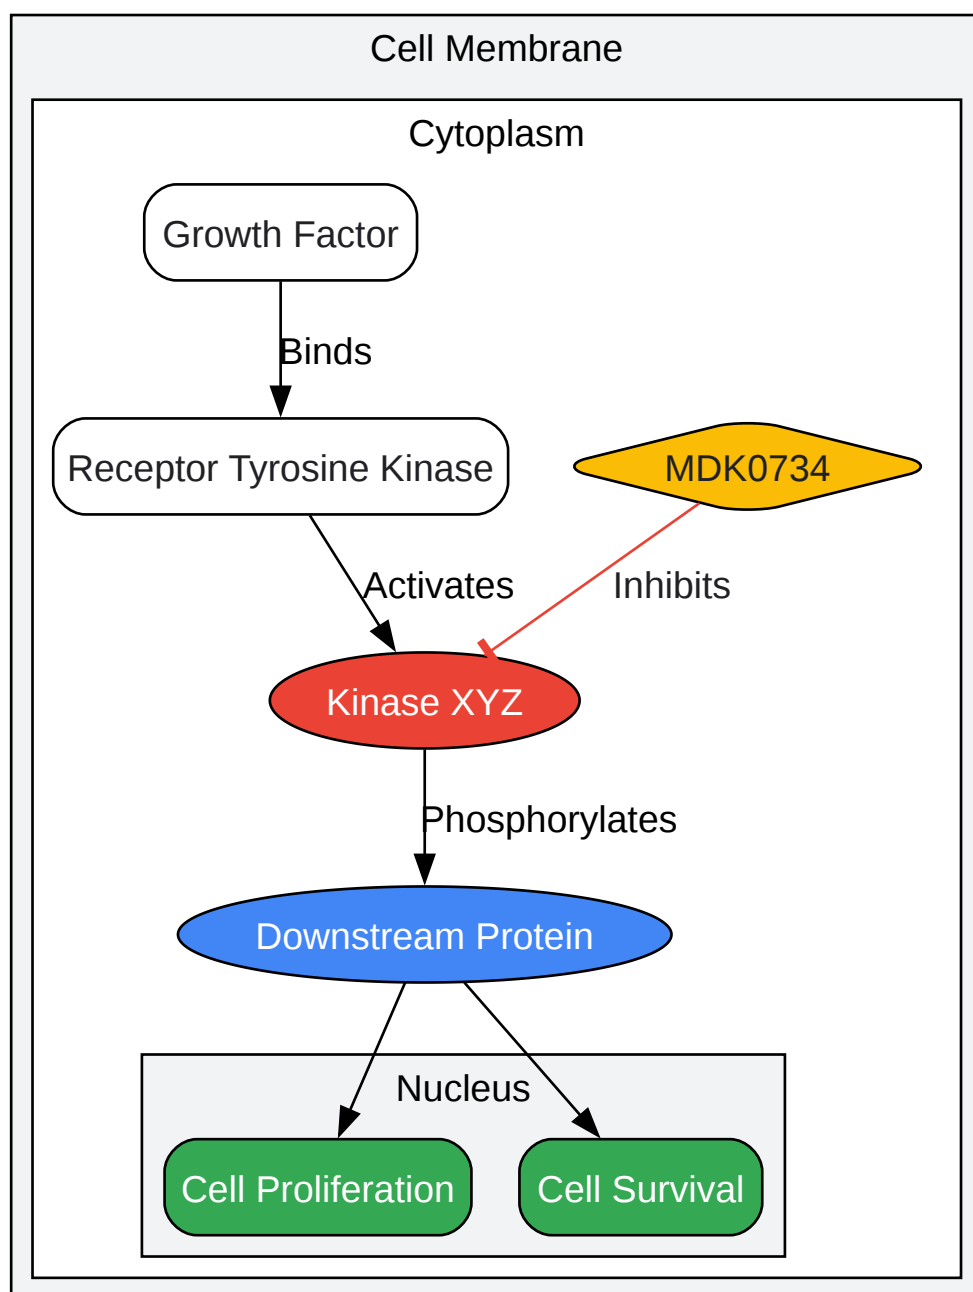 Cell Membrane
Cytoplasm
Growth Factor
Binds
Receptor Tyrosine Kinase
MDK0734
Activates
Inhibits
Kinase XYZ
Phosphorylates
Downstream Protein
Nucleus
Cell Proliferation
Cell Survival